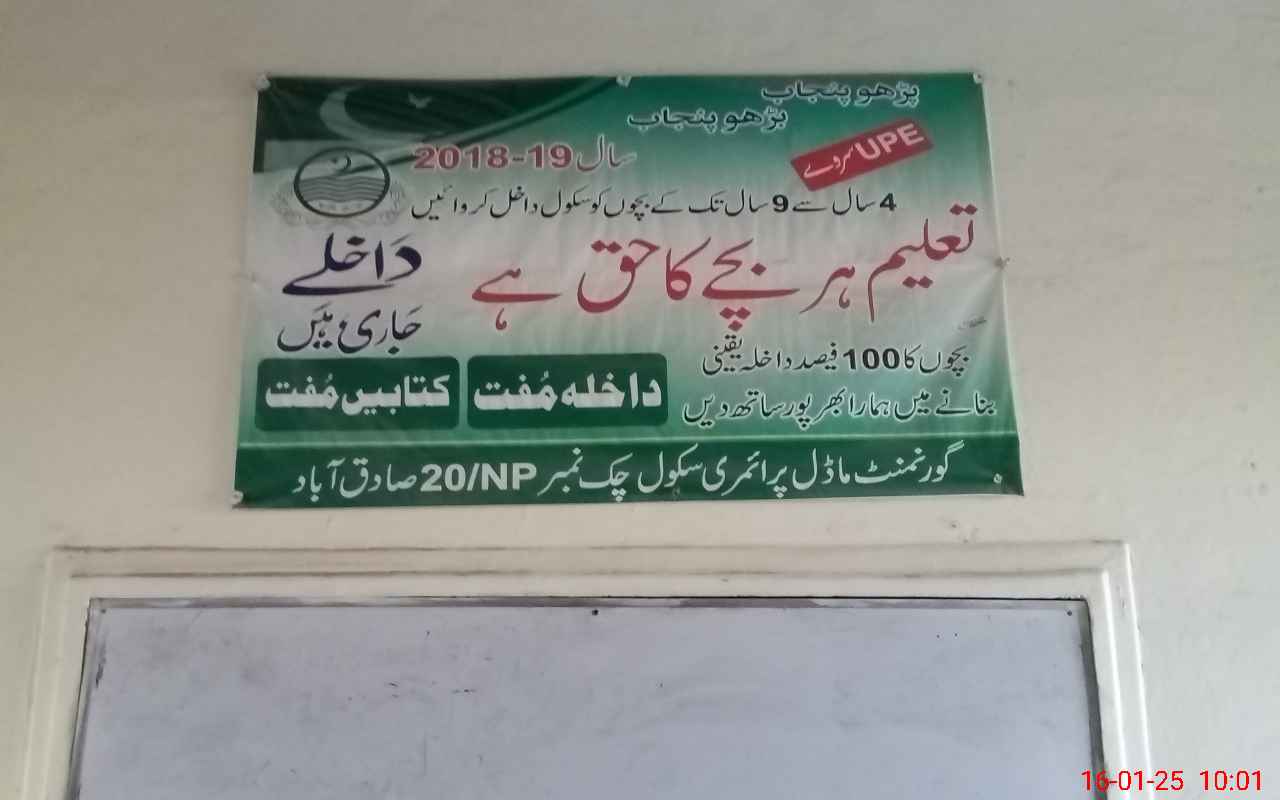 پڑھو پنجاب
بڑھو پنجاب
UPE سروے
سال 2018-19
4 سال سے 9 سال تک کے بچوں کو سکول داخل کروائیں
تعلیم ہر بچے کا حق ہے
داخلے
جاری ہیں
بچوں کا 100 فیصد داخلہ یقینی
بنانے میں ہمارا بھرپور ساتھ دیں
داخلہ مُفت
کتابیں مُفت
گورنمنٹ ماڈل پرائمری سکول چک نمبر 20/NP صادق آباد
16-01-25 10:01